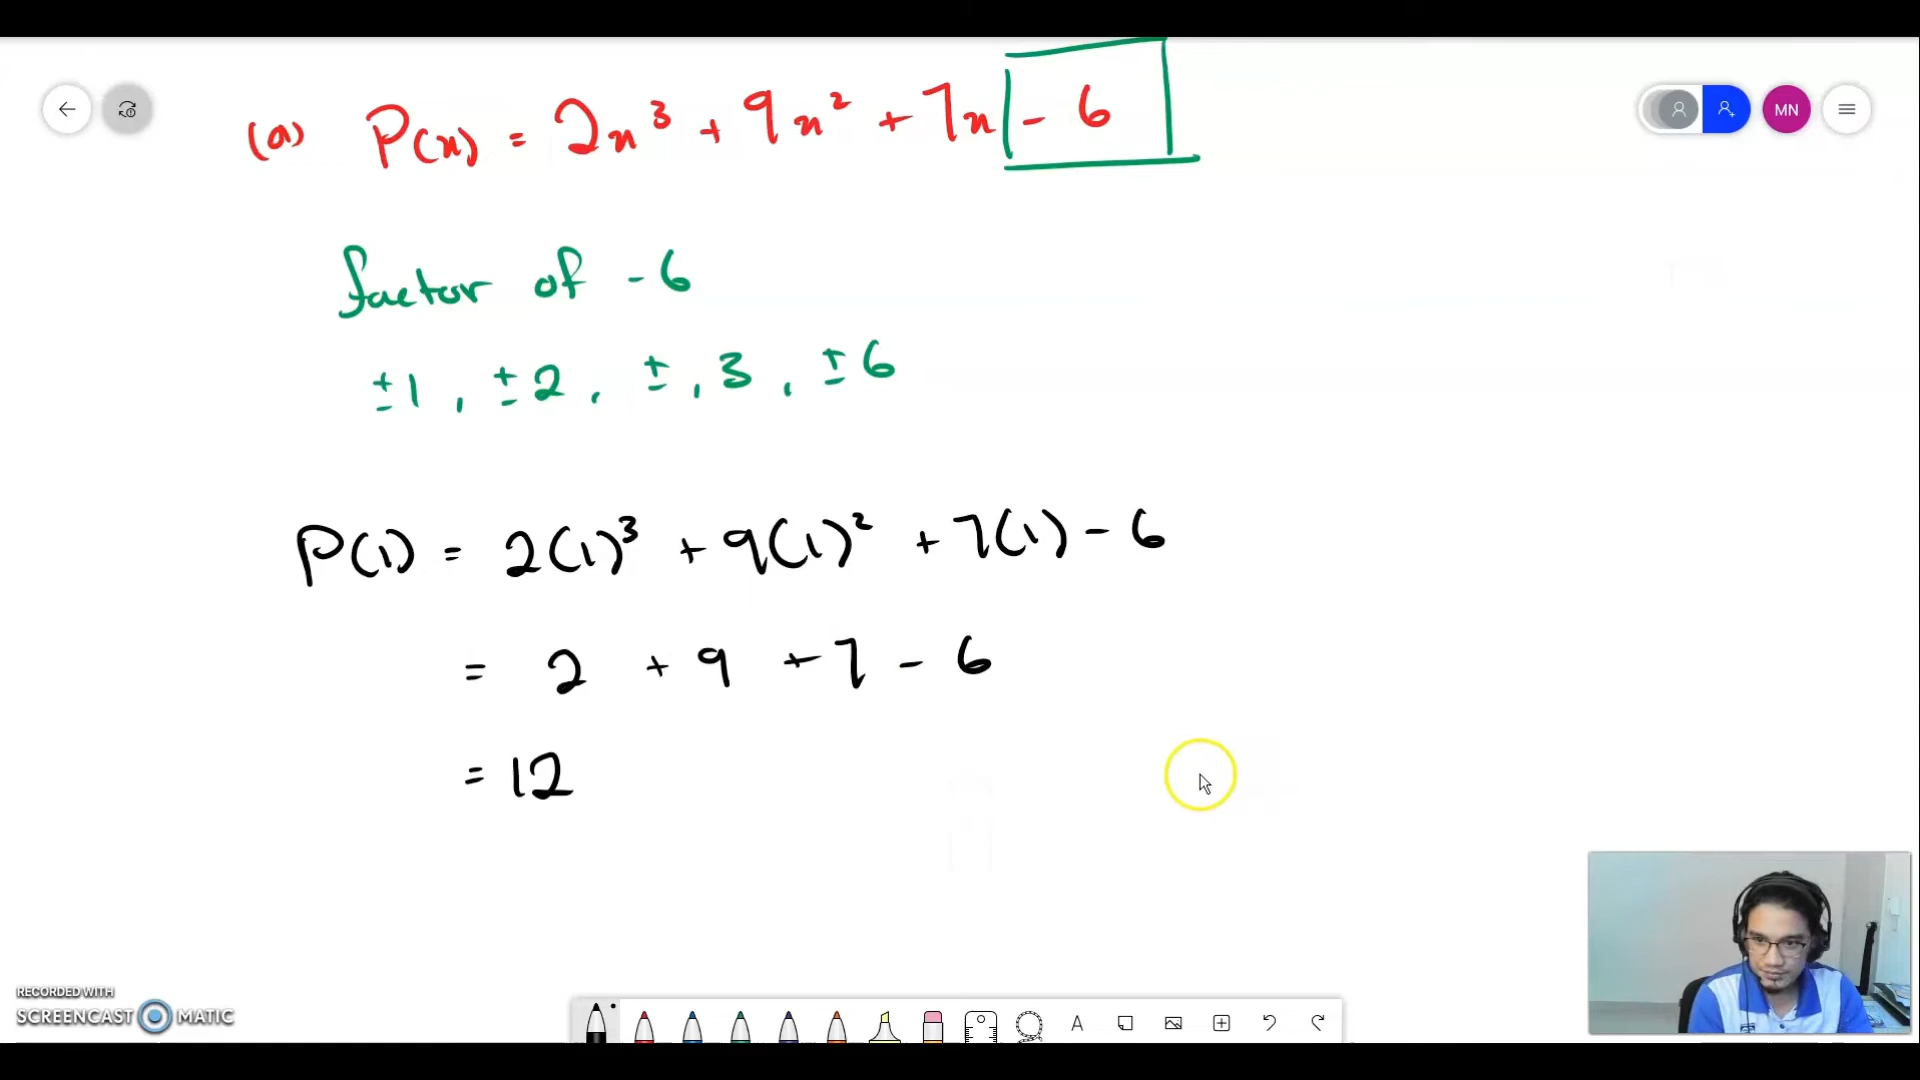 (a) P(x) = 2x³ + 9x² + 7x - 6
MN
factor of - 6
±1, ±2, ±, 3, ±6
P(1) = 2(1)³ + 9(1)² + 7(1) - 6
= 2 + 9 + 7 - 6
= 12
RECORDED WITH
SCREENCAST MATIC
A